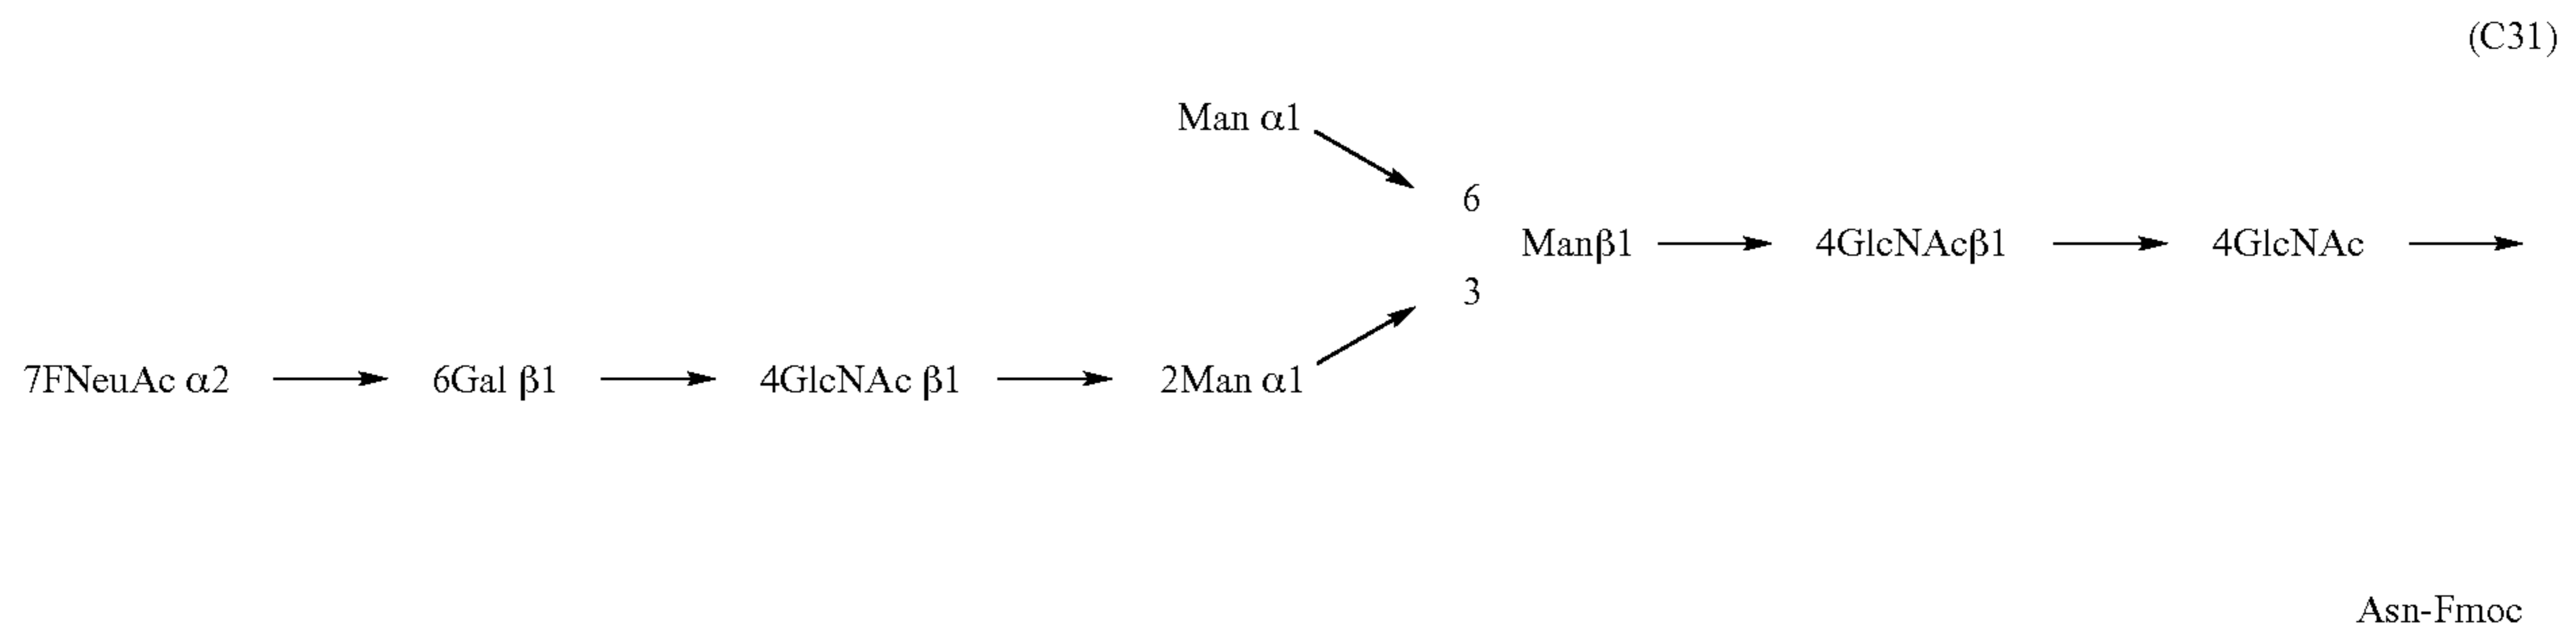 (C31)
Man α1
6
Manβ1 → 4GlcNAcβ1 → 4GlcNAc →
3
7FNeuAc α2 → 6Gal β1 → 4GlcNAc β1 → 2Man α1
Asn-Fmoc